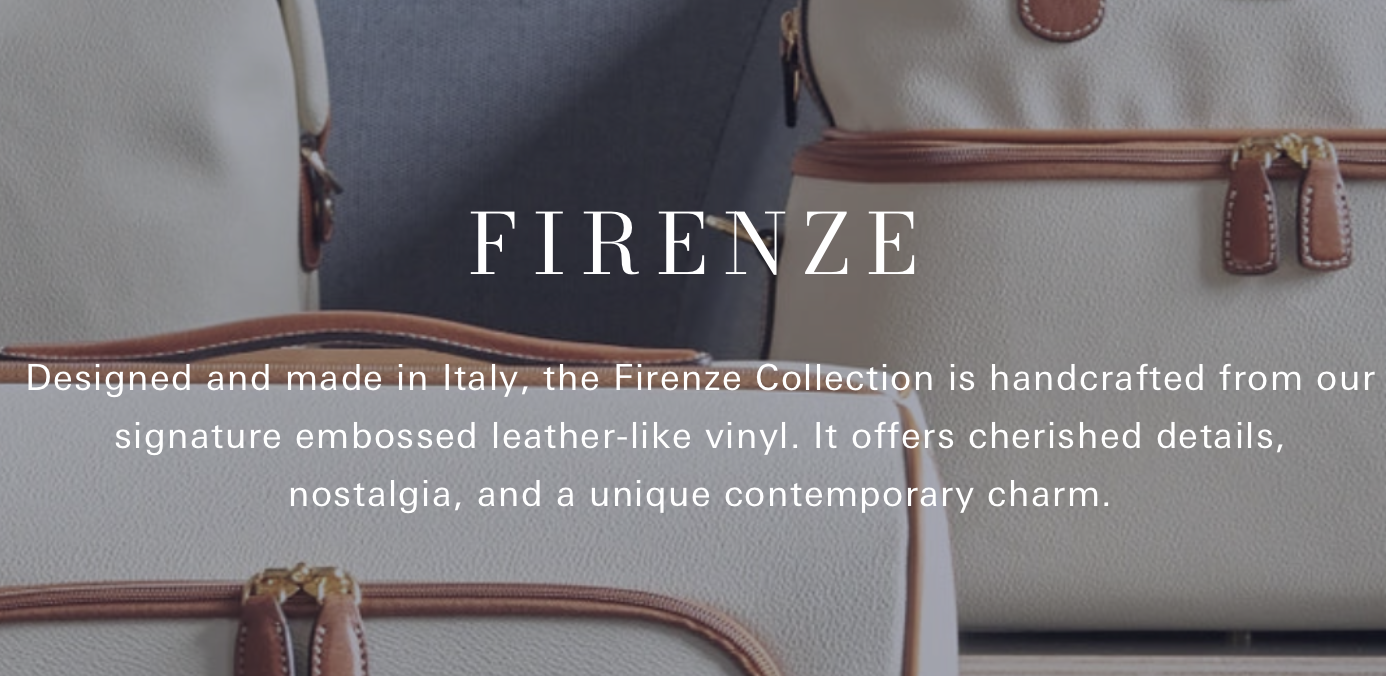 FIRENZE
Designed and made in Italy, the Firenze Collection is handcrafted from our
signature embossed leather-like vinyl. It offers cherished details,
nostalgia, and a unique contemporary charm.